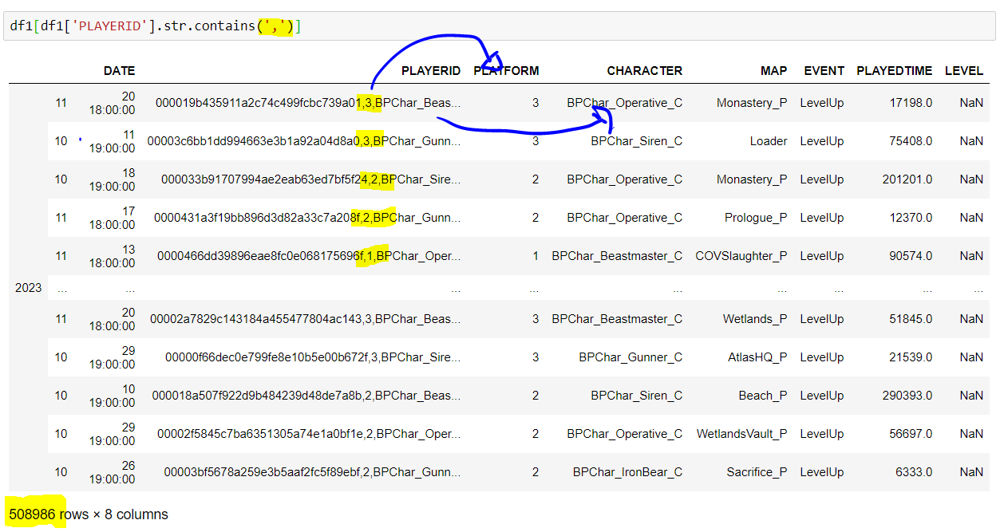 df1[df1['PLAYERID'].str.contains(',')]
DATE PLAYERID PLATFORM CHARACTER MAP EVENT PLAYEDTIME LEVEL
11 20 18:00:00 000019b435911a2c74c499fcbc739a01,3,BPChar_Beas... 3 BPChar_Operative_C Monastery_P LevelUp 17198.0 NaN
10 11 19:00:00 00003c6bb1dd994663e3b1a92a04d8a0,3,BPChar_Gunn... 3 BPChar_Siren_C Loader LevelUp 75408.0 NaN
10 18 19:00:00 000033b91707994ae2eab63ed7bf5f24,2,BPChar_Sire... 2 BPChar_Operative_C Monastery_P LevelUp 201201.0 NaN
11 17 18:00:00 0000431a3f19bb896d3d82a33c7a208f,2,BPChar_Gunn... 2 BPChar_Operative_C Prologue_P LevelUp 12370.0 NaN
11 13 18:00:00 0000466dd39896eae8fc0e068175696f,1,BPChar_Oper... 1 BPChar_Beastmaster_C COVSlaughter_P LevelUp 90574.0 NaN
2023 ... ... ... ... ... ... ... ... ...
11 20 18:00:00 00002a7829c143184a455477804ac143,3,BPChar_Beas... 3 BPChar_Beastmaster_C Wetlands_P LevelUp 51845.0 NaN
10 29 19:00:00 00000f66dec0e799fe8e10b5e00b672f,3,BPChar_Sire... 3 BPChar_Gunner_C AtlasHQ_P LevelUp 21539.0 NaN
10 10 19:00:00 000018a507f922d9b484239d48de7a8b,2,BPChar_Beas... 2 BPChar_Siren_C Beach_P LevelUp 290393.0 NaN
10 29 19:00:00 00002f5845c7ba6351305a74e1a0bf1e,2,BPChar_Oper... 2 BPChar_Operative_C WetlandsVault_P LevelUp 56697.0 NaN
10 26 19:00:00 00003bf5678a259e3b5aaf2fc5f89ebf,2,BPChar_Gunn... 2 BPChar_IronBear_C Sacrifice_P LevelUp 6333.0 NaN
508986 rows × 8 columns